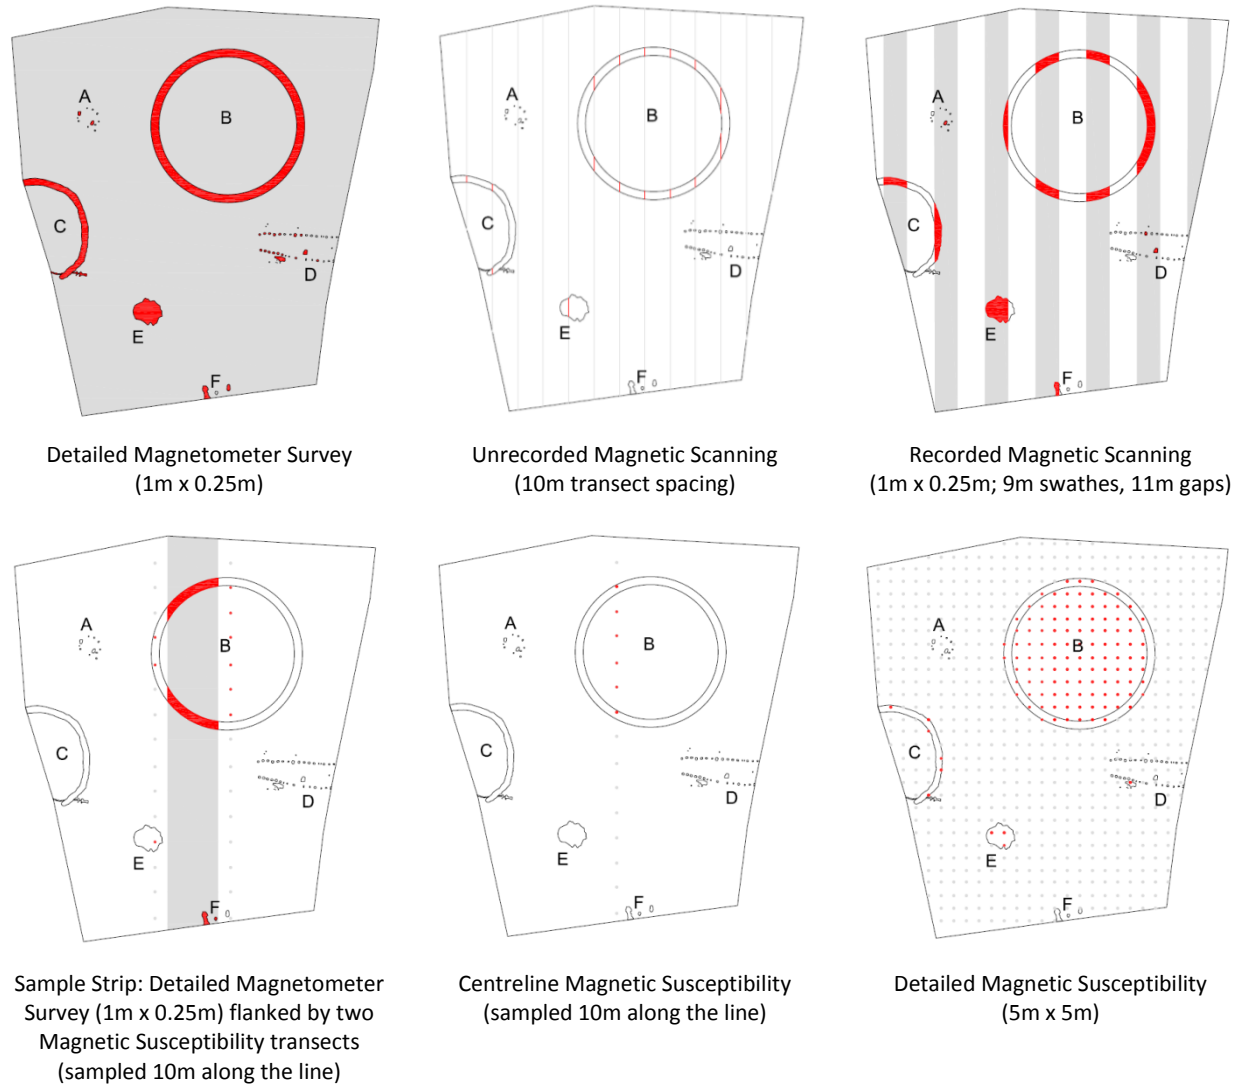 A
B
C
D
E
F
Detailed Magnetometer Survey
(1m x 0.25m)
A
B
C
D
E
F
Unrecorded Magnetic Scanning
(10m transect spacing)
A
B
C
D
E
F
Recorded Magnetic Scanning
(1m x 0.25m; 9m swathes, 11m gaps)
A
B
C
D
E
F
Sample Strip: Detailed Magnetometer
Survey (1m x 0.25m) flanked by two
Magnetic Susceptibility transects
(sampled 10m along the line)
A
B
C
D
E
F
Centreline Magnetic Susceptibility
(sampled 10m along the line)
A
B
C
D
E
F
Detailed Magnetic Susceptibility
(5m x 5m)